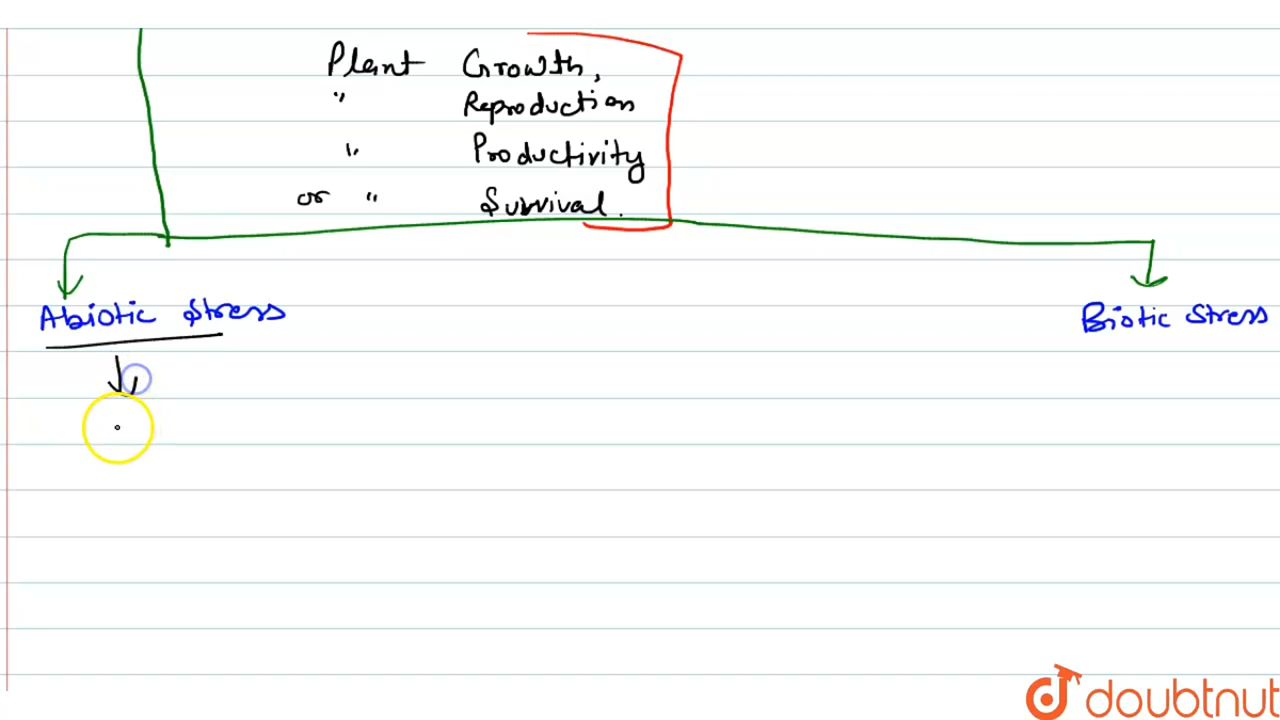 Plant Growth,
" Reproduction
" Productivity
or " Survival.
Abiotic Stress
Biotic Stress
doubtnut